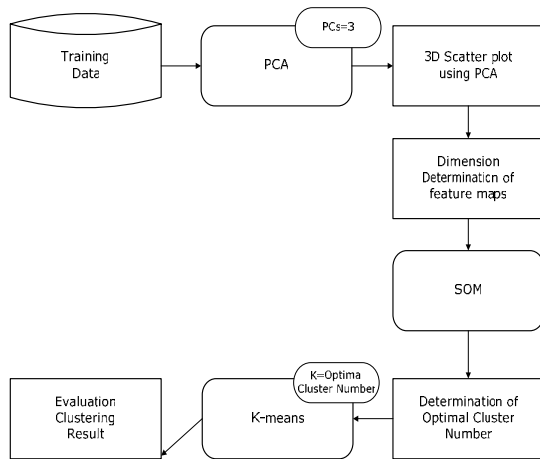 Training
Data
PCs=3
PCA
3D Scatter plot
using PCA
Dimension
Determination of
feature maps
SOM
Determination of
Optimal Cluster
Number
K=Optima
Cluster Number
K-means
Evaluation
Clustering
Result